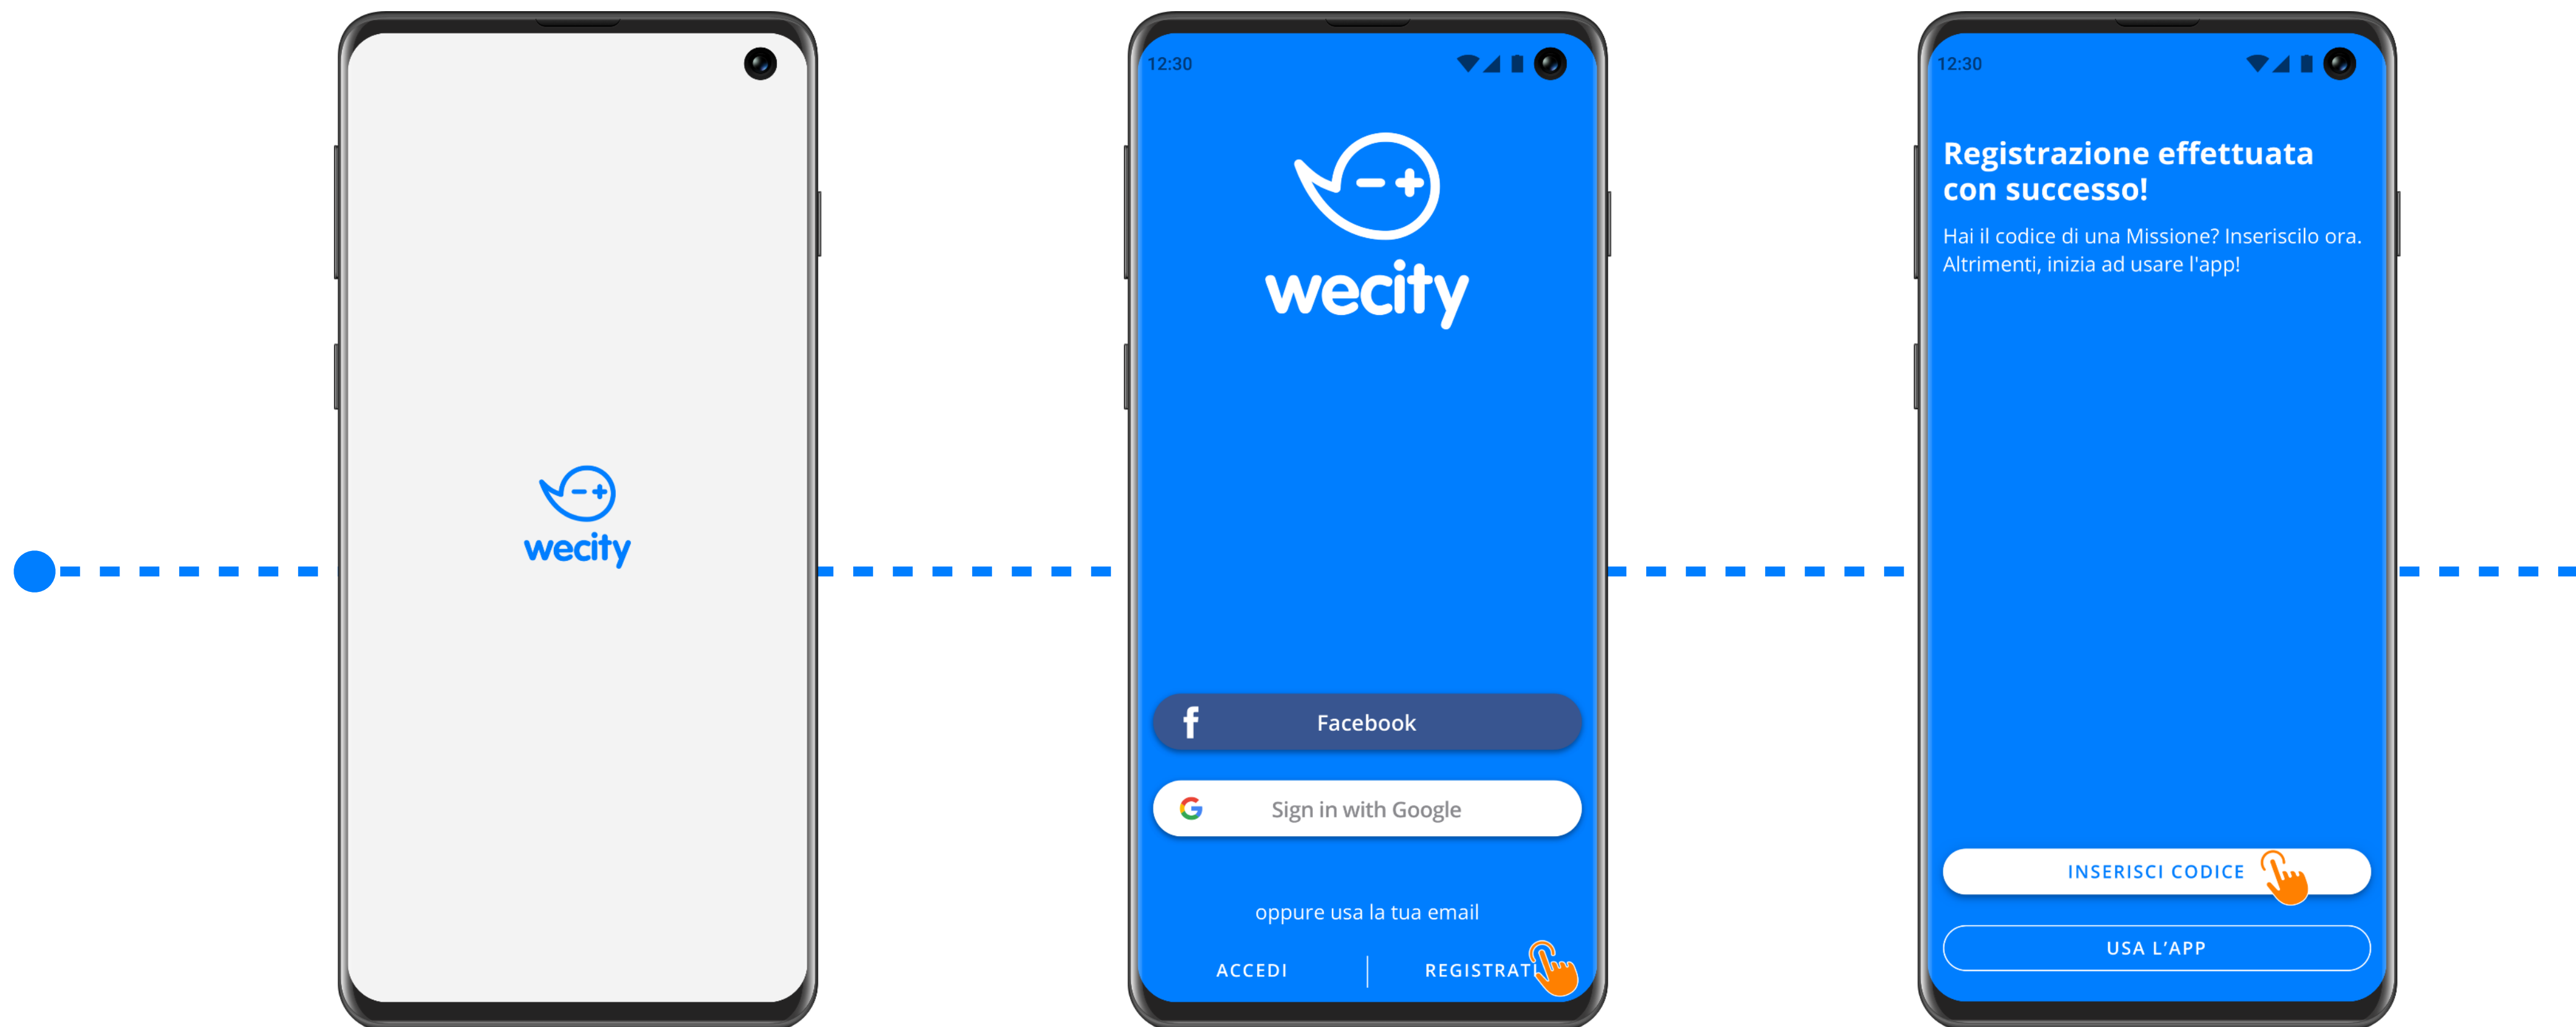 wecity
12:30
wecity
Facebook
Sign in with Google
oppure usa la tua email
ACCEDI
REGISTRATI
12:30
Registrazione effettuata
con successo!
Hai il codice di una Missione? Inseriscilo ora.
Altrimenti, inizia ad usare l'app!
INSERISCI CODICE
USA L’APP